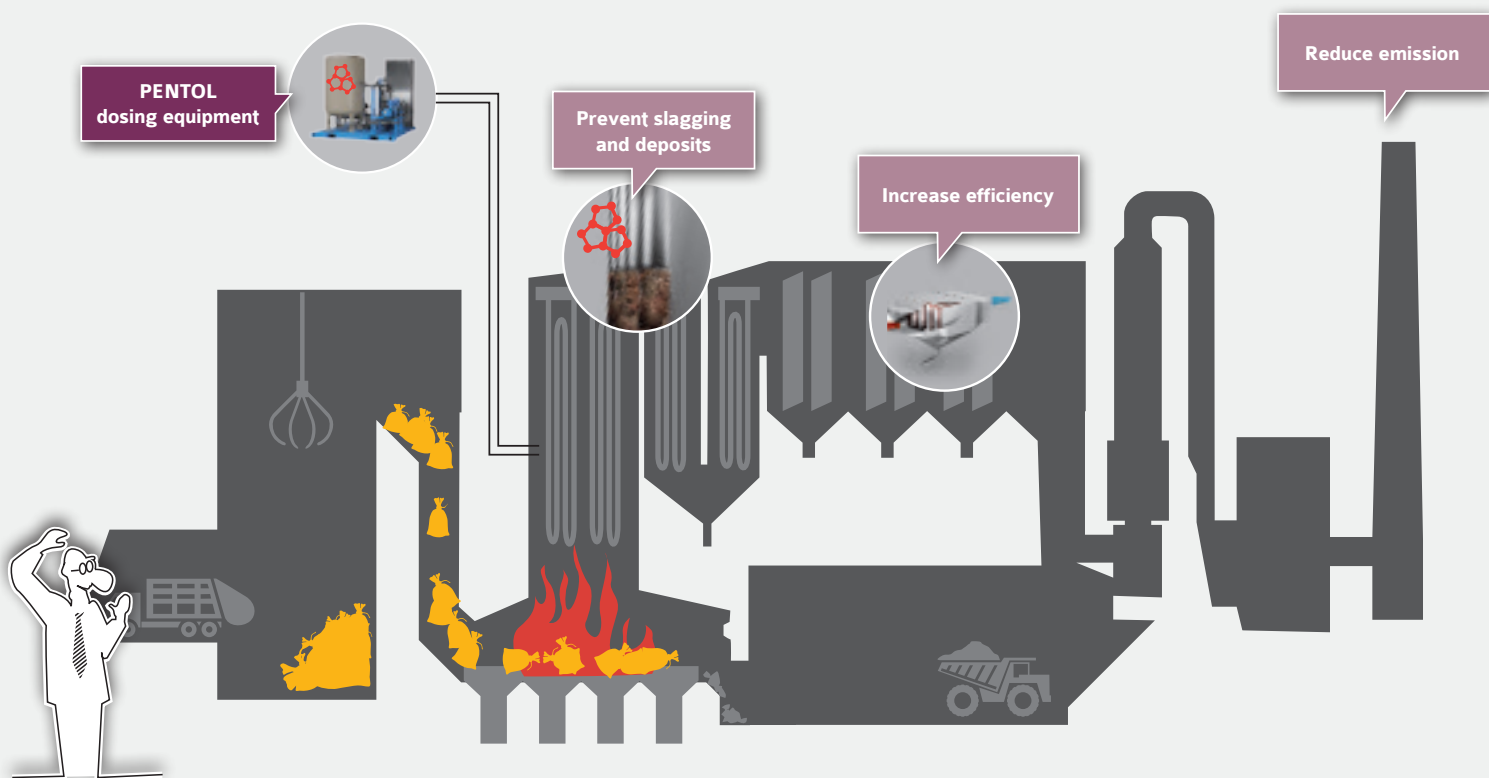 PENTOL
dosing equipment
Prevent slagging
and deposits
Increase efficiency
Reduce emission